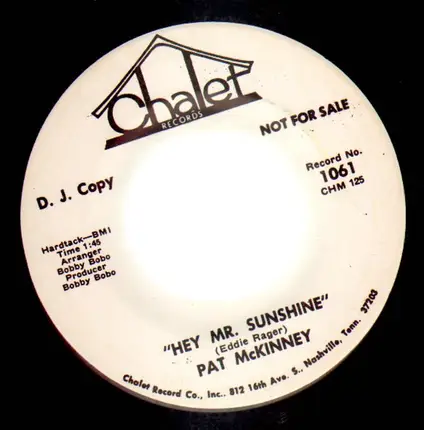 Chalet
RECORDS
NOT FOR SALE
D. J. Copy
Record No.
1061
CHM 125
Hardtack—BMI
Time 1:45
Arranger
Bobby Bobo
Producer
Bobby Bobo
"HEY MR. SUNSHINE"
(Eddie Rager)
PAT McKINNEY
Chalet Record Co., Inc., 812 16th Ave. S., Nashville, Tenn. 37203